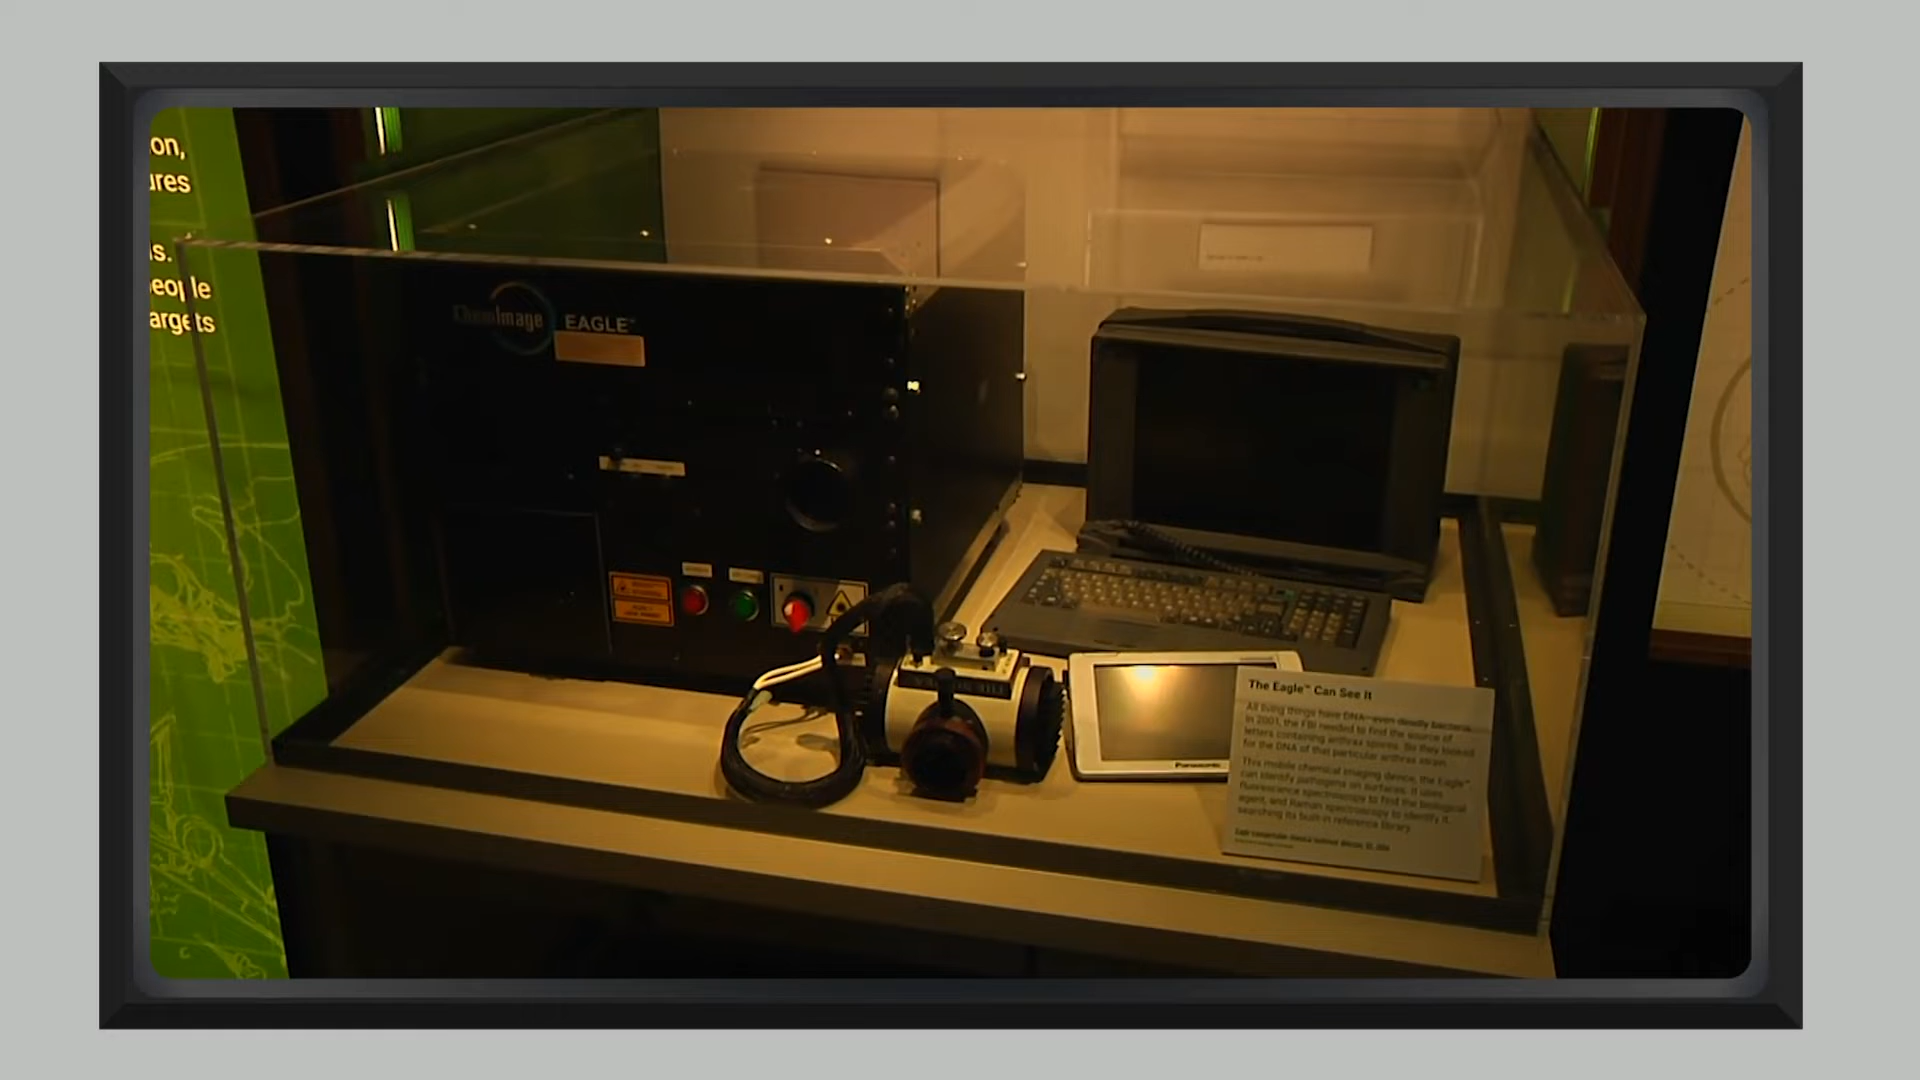 on,
ures
s.
eople
argets
ChemImage EAGLE™
Panasonic
The Eagle™ Can See It
All living things have DNA—even deadly bacteria.
In 2001, the FBI needed to find the source of
letters containing anthrax spores. So they looked
for the DNA of that particular anthrax strain.
This mobile chemical imaging device, the Eagle™
can identify pathogens on surfaces. It uses
fluorescence spectroscopy to find the biological
agent, and Raman spectroscopy to identify it,
searching its built-in reference library.